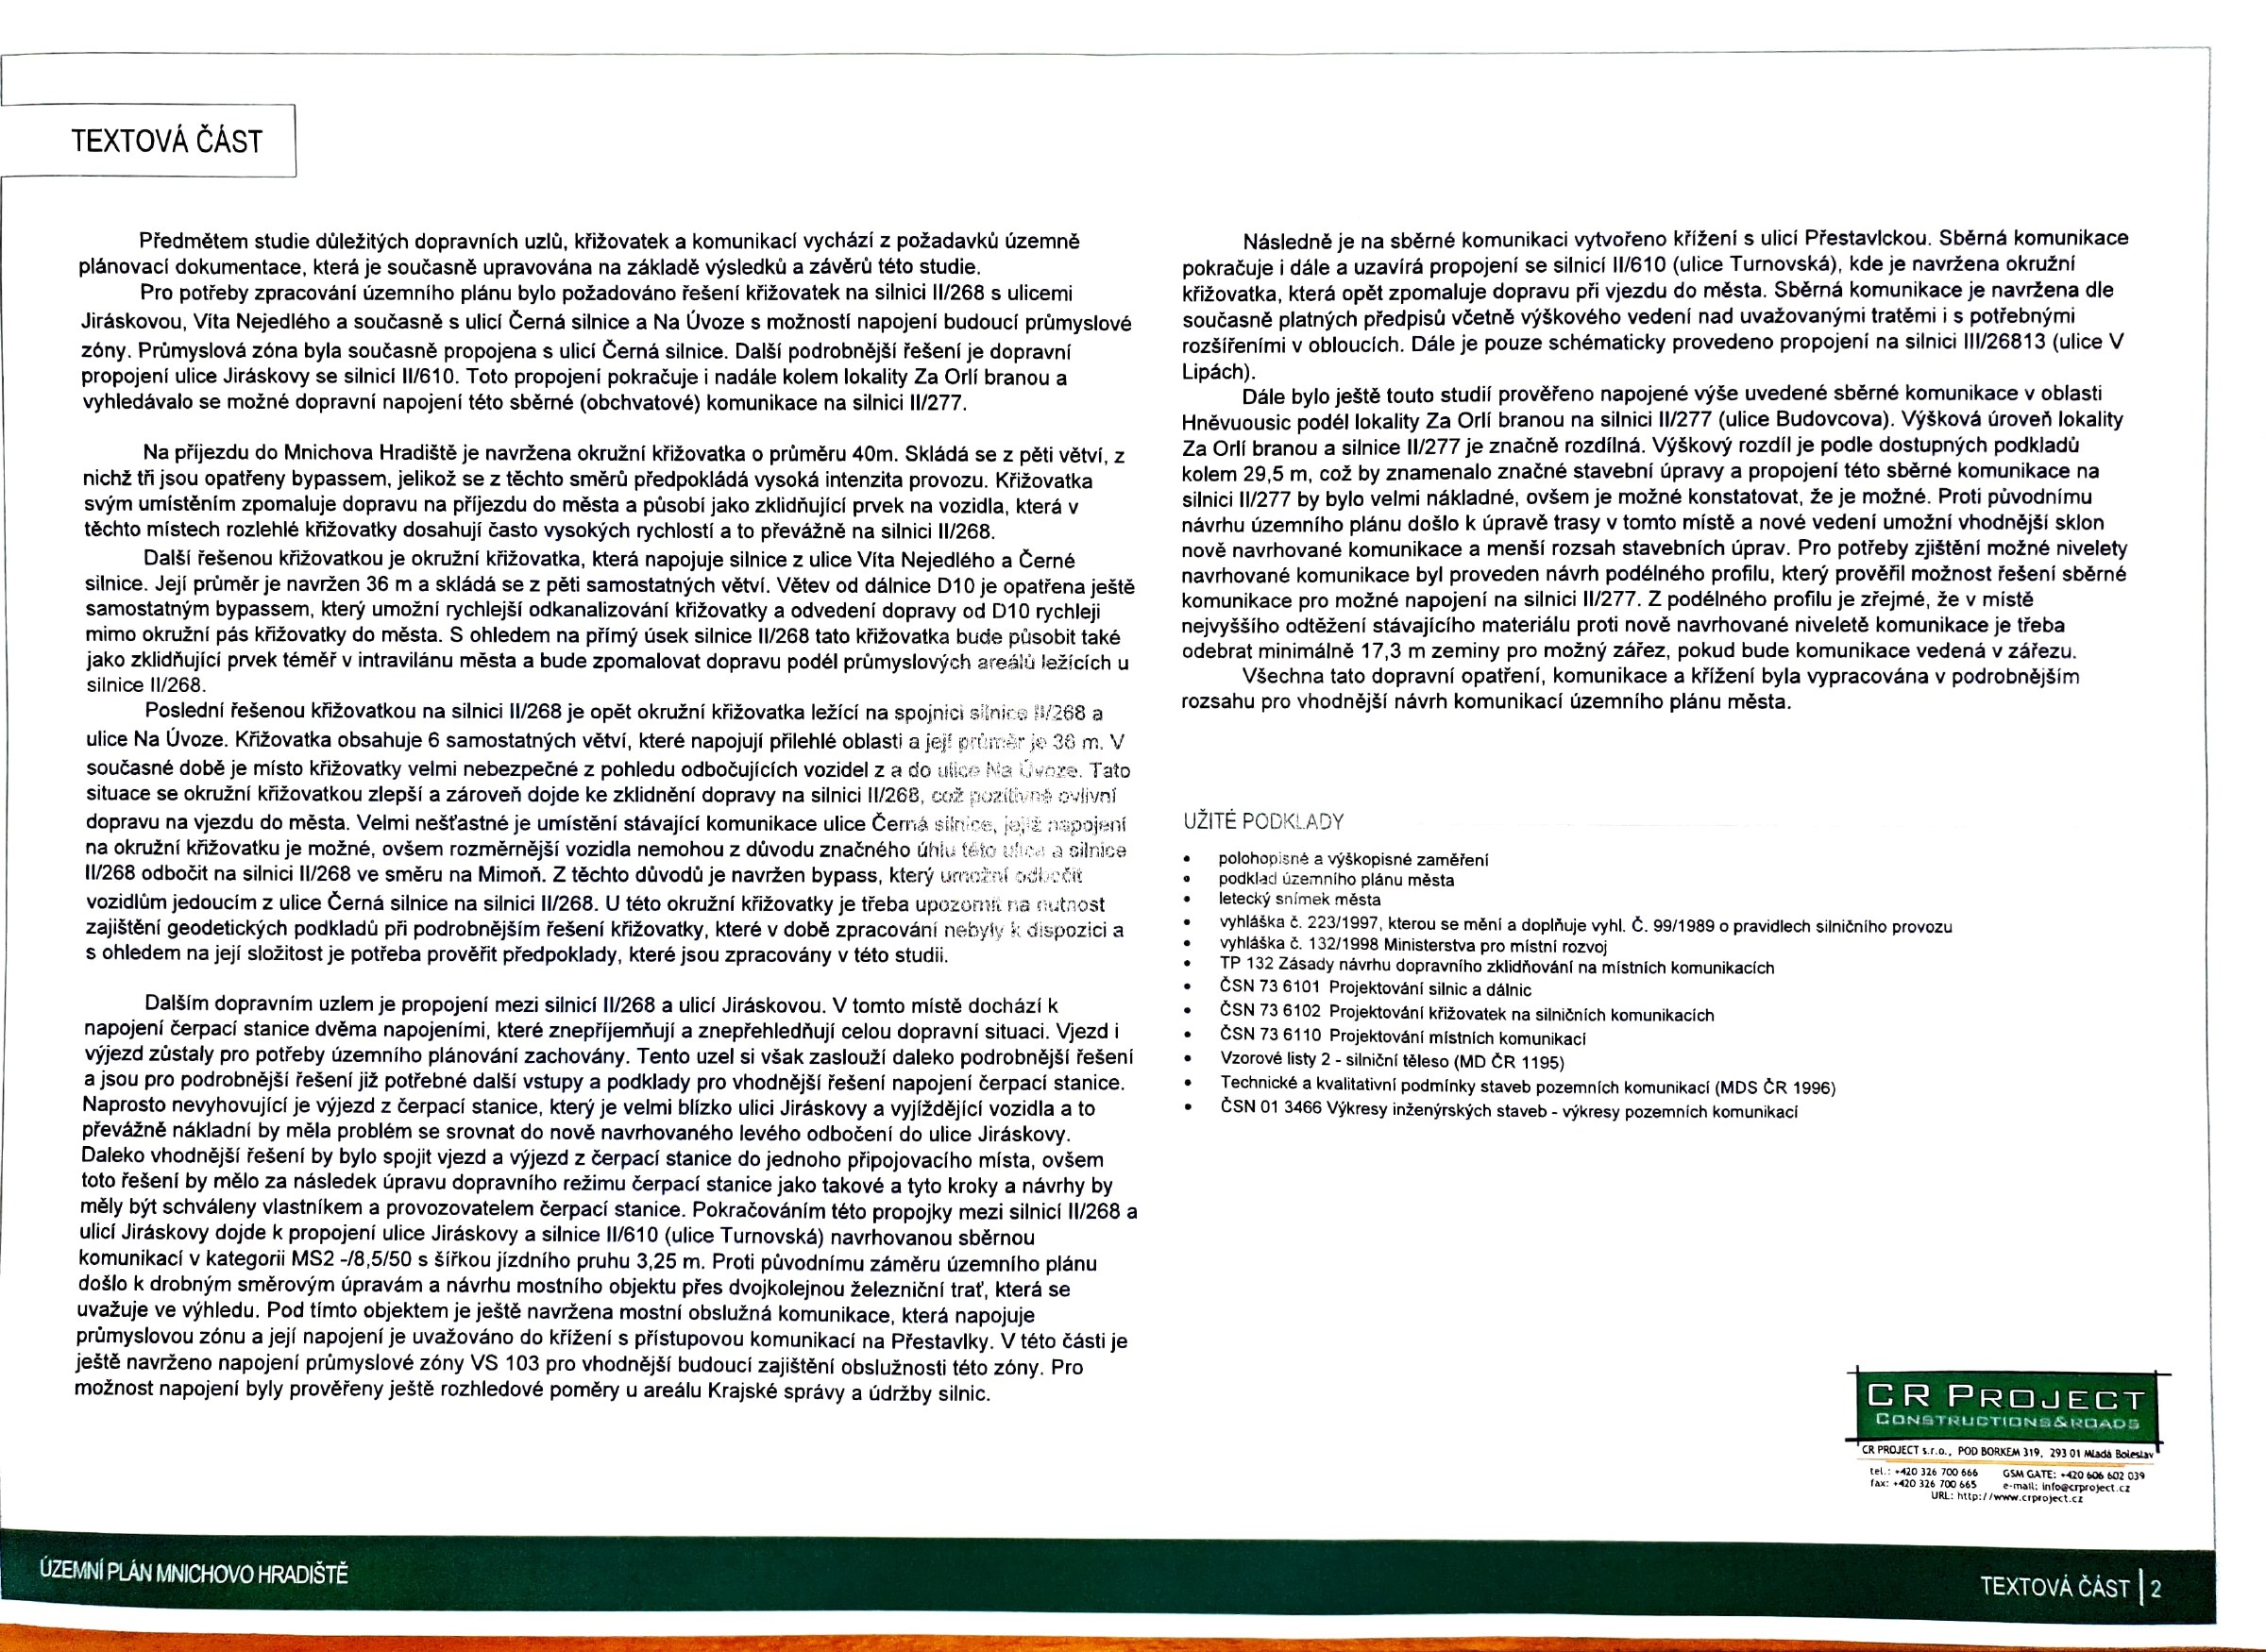 TEXTOVÁ ČÁST
Předmětem studie důležitých dopravních uzlů, křižovatek a komunikací vychází z požadavků územně
plánovací dokumentace, která je současně upravována na základě výsledků a závěrů této studie.
Pro potřeby zpracování územního plánu bylo požadováno řešení křižovatek na silnici II/268 s ulicemi
Jiráskovou, Víta Nejedlého a současně s ulicí Černá silnice a Na Úvoze s možností napojení budoucí průmyslové
zóny. Průmyslová zóna byla současně propojena s ulicí Černá silnice. Další podrobnější řešení je dopravní
propojení ulice Jiráskovy se silnicí II/610. Toto propojení pokračuje i nadále kolem lokality Za Orlí branou a
vyhledávalo se možné dopravní napojení této sběrné (obchvatové) komunikace na silnici II/277.
Na příjezdu do Mnichova Hradiště je navržena okružní křižovatka o průměru 40m. Skládá se z pěti větví, z
nichž tři jsou opatřeny bypassem, jelikož se z těchto směrů předpokládá vysoká intenzita provozu. Křižovatka
svým umístěním zpomaluje dopravu na příjezdu do města a působí jako zklidňující prvek na vozidla, která v
těchto místech rozlehlé křižovatky dosahují často vysokých rychlostí a to převážně na silnici II/268.
Další řešenou křižovatkou je okružní křižovatka, která napojuje silnice z ulice Víta Nejedlého a Černé
silnice. Její průměr je navržen 36 m a skládá se z pěti samostatných větví. Větev od dálnice D10 je opatřena ještě
samostatným bypassem, který umožní rychlejší odkanalizování křižovatky a odvedení dopravy od D10 rychleji
mimo okružní pás křižovatky do města. S ohledem na přímý úsek silnice II/268 tato křižovatka bude působit také
jako zklidňující prvek téměř v intravilánu města a bude zpomalovat dopravu podél průmyslových areálů ležících u
silnice II/268.
Poslední řešenou křižovatkou na silnici II/268 je opět okružní křižovatka ležící na spojnici silnice II/268 a
ulice Na Úvoze. Křižovatka obsahuje 6 samostatných větví, které napojují přilehlé oblasti a její průměr je 36 m. V
současné době je místo křižovatky velmi nebezpečné z pohledu odbočujících vozidel z a do ulice Na Úvoze. Tato
situace se okružní křižovatkou zlepší a zároveň dojde ke zklidnění dopravy na silnici II/268, což pozitivně ovlivní
dopravu na vjezdu do města. Velmi nešťastné je umístění stávající komunikace ulice Černá silnice, jejíž napojení
na okružní křižovatku je možné, ovšem rozměrnější vozidla nemohou z důvodu značného úhlu této ulice a silnice
II/268 odbočit na silnici II/268 ve směru na Mimoň. Z těchto důvodů je navržen bypass, který umožní odbočit
vozidlům jedoucím z ulice Černá silnice na silnici II/268. U této okružní křižovatky je třeba upozornit na nutnost
zajištění geodetických podkladů při podrobnějším řešení křižovatky, které v době zpracování nebyly k dispozici a
s ohledem na její složitost je potřeba prověřit předpoklady, které jsou zpracovány v této studii.
Dalším dopravním uzlem je propojení mezi silnicí II/268 a ulicí Jiráskovou. V tomto místě dochází k
napojení čerpací stanice dvěma napojeními, které znepříjemňují a znepřehledňují celou dopravní situaci. Vjezd i
výjezd zůstaly pro potřeby územního plánování zachovány. Tento uzel si však zaslouží daleko podrobnější řešení
a jsou pro podrobnější řešení již potřebné další vstupy a podklady pro vhodnější řešení napojení čerpací stanice.
Naprosto nevyhovující je výjezd z čerpací stanice, který je velmi blízko ulici Jiráskovy a vyjíždějící vozidla a to
převážně nákladní by měla problém se srovnat do nově navrhovaného levého odbočení do ulice Jiráskovy.
Daleko vhodnější řešení by bylo spojit vjezd a výjezd z čerpací stanice do jednoho připojovacího místa, ovšem
toto řešení by mělo za následek úpravu dopravního režimu čerpací stanice jako takové a tyto kroky a návrhy by
měly být schváleny vlastníkem a provozovatelem čerpací stanice. Pokračováním této propojky mezi silnicí II/268 a
ulicí Jiráskovy dojde k propojení ulice Jiráskovy a silnice II/610 (ulice Turnovská) navrhovanou sběrnou
komunikací v kategorii MS2 -/8,5/50 s šířkou jízdního pruhu 3,25 m. Proti původnímu záměru územního plánu
došlo k drobným směrovým úpravám a návrhu mostního objektu přes dvojkolejnou železniční trať, která se
uvažuje ve výhledu. Pod tímto objektem je ještě navržena mostní obslužná komunikace, která napojuje
průmyslovou zónu a její napojení je uvažováno do křížení s přístupovou komunikací na Přestavlky. V této části je
ještě navrženo napojení průmyslové zóny VS 103 pro vhodnější budoucí zajištění obslužnosti této zóny. Pro
možnost napojení byly prověřeny ještě rozhledové poměry u areálu Krajské správy a údržby silnic.
Následně je na sběrné komunikaci vytvořeno křížení s ulicí Přestavlckou. Sběrná komunikace
pokračuje i dále a uzavírá propojení se silnicí II/610 (ulice Turnovská), kde je navržena okružní
křižovatka, která opět zpomaluje dopravu při vjezdu do města. Sběrná komunikace je navržena dle
současně platných předpisů včetně výškového vedení nad uvažovanými tratěmi i s potřebnými
rozšířeními v obloucích. Dále je pouze schématicky provedeno propojení na silnici III/26813 (ulice V
Lipách).
Dále bylo ještě touto studií prověřeno napojené výše uvedené sběrné komunikace v oblasti
Hněvuousic podél lokality Za Orlí branou na silnici II/277 (ulice Budovcova). Výšková úroveň lokality
Za Orlí branou a silnice II/277 je značně rozdílná. Výškový rozdíl je podle dostupných podkladů
kolem 29,5 m, což by znamenalo značné stavební úpravy a propojení této sběrné komunikace na
silnici II/277 by bylo velmi nákladné, ovšem je možné konstatovat, že je možné. Proti původnímu
návrhu územního plánu došlo k úpravě trasy v tomto místě a nové vedení umožní vhodnější sklon
nově navrhované komunikace a menší rozsah stavebních úprav. Pro potřeby zjištění možné nivelety
navrhované komunikace byl proveden návrh podélného profilu, který prověřil možnost řešení sběrné
komunikace pro možné napojení na silnici II/277. Z podélného profilu je zřejmé, že v místě
nejvyššího odtěžení stávajícího materiálu proti nově navrhované niveletě komunikace je třeba
odebrat minimálně 17,3 m zeminy pro možný zářez, pokud bude komunikace vedená v zářezu.
Všechna tato dopravní opatření, komunikace a křížení byla vypracována v podrobnějším
rozsahu pro vhodnější návrh komunikací územního plánu města.
UŽITÉ PODKLADY
• polohopisné a výškopisné zaměření
• podklad územního plánu města
• letecký snímek města
• vyhláška č. 223/1997, kterou se mění a doplňuje vyhl. Č. 99/1989 o pravidlech silničního provozu
• vyhláška č. 132/1998 Ministerstva pro místní rozvoj
• TP 132 Zásady návrhu dopravního zklidňování na místních komunikacích
• ČSN 73 6101 Projektování silnic a dálnic
• ČSN 73 6102 Projektování křižovatek na silničních komunikacích
• ČSN 73 6110 Projektování místních komunikací
• Vzorové listy 2 - silniční těleso (MD ČR 1195)
• Technické a kvalitativní podmínky staveb pozemních komunikací (MDS ČR 1996)
• ČSN 01 3466 Výkresy inženýrských staveb - výkresy pozemních komunikací
CR PROJECT
CONSTRUCTIONS&ROADS
CR PROJECT s.r.o., POD BORKEM 319, 293 01 Mladá Boleslav
tel.: +420 326 700 666 GSM GATE: +420 606 602 039
fax: +420 326 700 665 e-mail: info@crproject.cz
URL: http://www.crproject.cz
ÚZEMNÍ PLÁN MNICHOVO HRADIŠTĚ
TEXTOVÁ ČÁST | 2